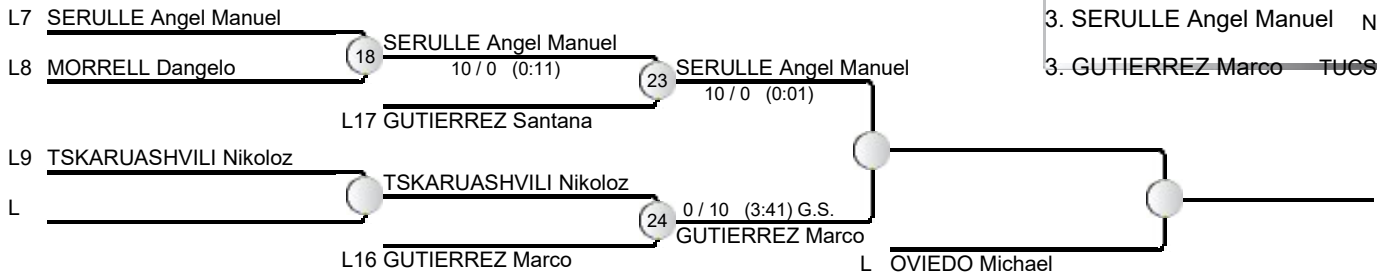 L7 SERULLE Angel Manuel
3. SERULLE Angel Manuel N
18 SERULLE Angel Manuel
L8 MORRELL Dangelo
10 / 0 (0:11)
23 SERULLE Angel Manuel
3. GUTIERREZ Marco TUCS
10 / 0 (0:01)
L17 GUTIERREZ Santana
L9 TSKARUASHVILI Nikoloz
TSKARUASHVILI Nikoloz
L
24 0 / 10 (3:41) G.S.
GUTIERREZ Marco
L16 GUTIERREZ Marco
L OVIEDO Michael